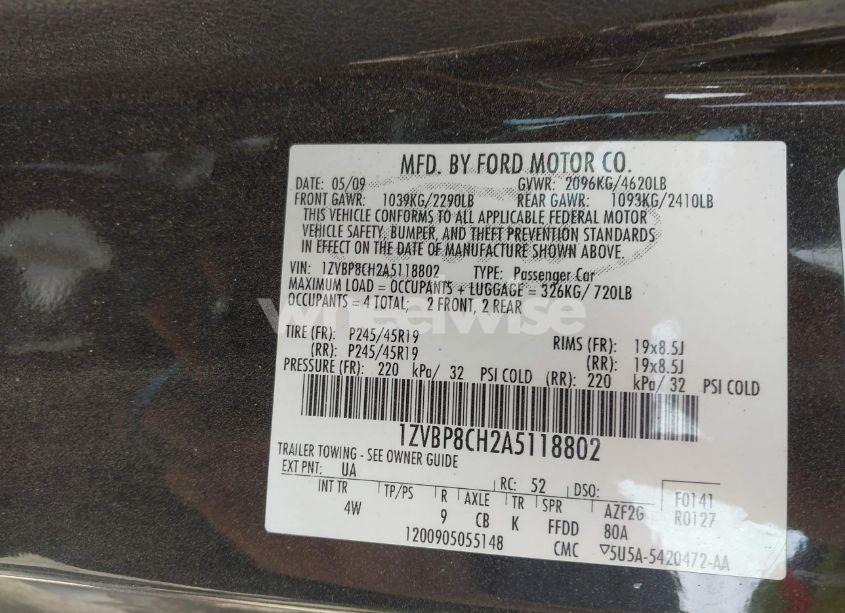 MFD. BY FORD MOTOR CO.
DATE: 05/09 GVWR: 2096KG/4620LB
FRONT GAWR: 1039KG/2290LB REAR GAWR: 1093KG/2410LB
THIS VEHICLE CONFORMS TO ALL APPLICABLE FEDERAL MOTOR
VEHICLE SAFETY, BUMPER, AND THEFT PREVENTION STANDARDS
IN EFFECT ON THE DATE OF MANUFACTURE SHOWN ABOVE.
VIN: 1ZVBP8CH2A5118802 TYPE: Passenger Car
MAXIMUM LOAD = OCCUPANTS + LUGGAGE = 326KG/ 720LB
OCCUPANTS = 4 TOTAL; 2 FRONT, 2 REAR
wheelwise
TIRE (FR): P245/45R19 RIMS (FR): 19x8.5J
(RR): P245/45R19 (RR): 19x8.5J
PRESSURE (FR): 220 kPa/ 32 PSI COLD (RR): 220 kPa/ 32 PSI COLD
1ZVBP8CH2A5118802
TRAILER TOWING - SEE OWNER GUIDE
EXT PNT: UA RC: 52 DSO: F0141
INT TR TP/PS R AXLE TR SPR AZF2G R0127
4W 9 CB K FFDD 80A
1200905055148 CMC ▽5U5A-5420472-AA